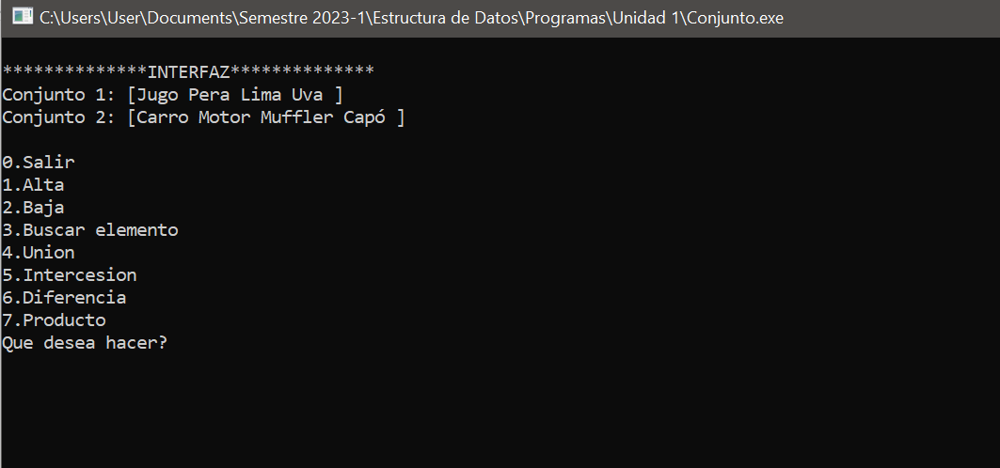 C:\Users\User\Documents\Semestre 2023-1\Estructura de Datos\Programas\Unidad 1\Conjunto.exe
**************INTERFAZ**************
Conjunto 1: [Jugo Pera Lima Uva ]
Conjunto 2: [Carro Motor Muffler Capó ]
0.Salir
1.Alta
2.Baja
3.Buscar elemento
4.Union
5.Intercesion
6.Diferencia
7.Producto
Que desea hacer?